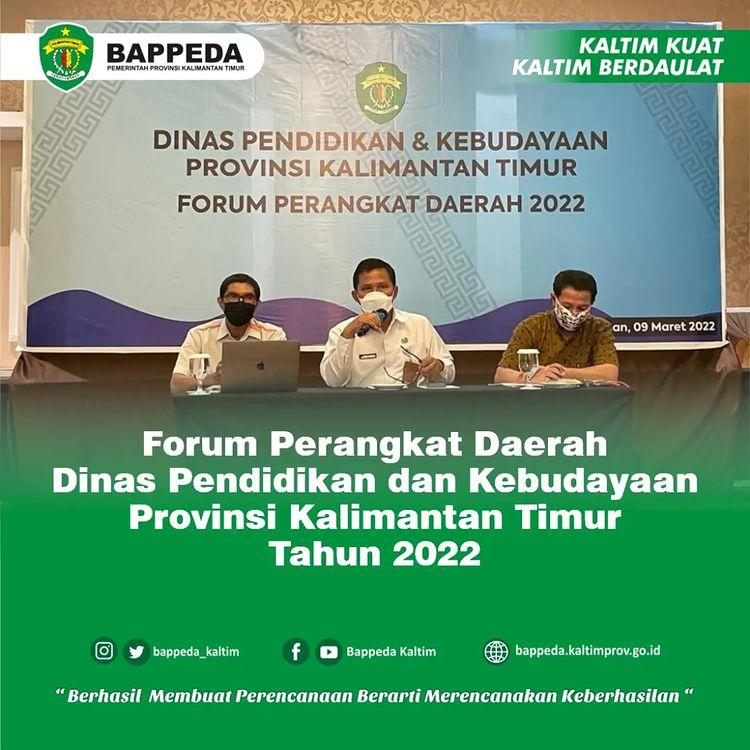 BAPPEDA
PEMERINTAH PROVINSI KALIMANTAN TIMUR
KALTIM KUAT
KALTIM BERDAULAT
DINAS PENDIDIKAN & KEBUDAYAAN
PROVINSI KALIMANTAN TIMUR
FORUM PERANGKAT DAERAH 2022
09 Maret 2022
Forum Perangkat Daerah
Dinas Pendidikan dan Kebudayaan
Provinsi Kalimantan Timur
Tahun 2022
bappeda_kaltim
Bappeda Kaltim
bappeda.kaltimprov.go.id
“ Berhasil Membuat Perencanaan Berarti Merencanakan Keberhasilan “